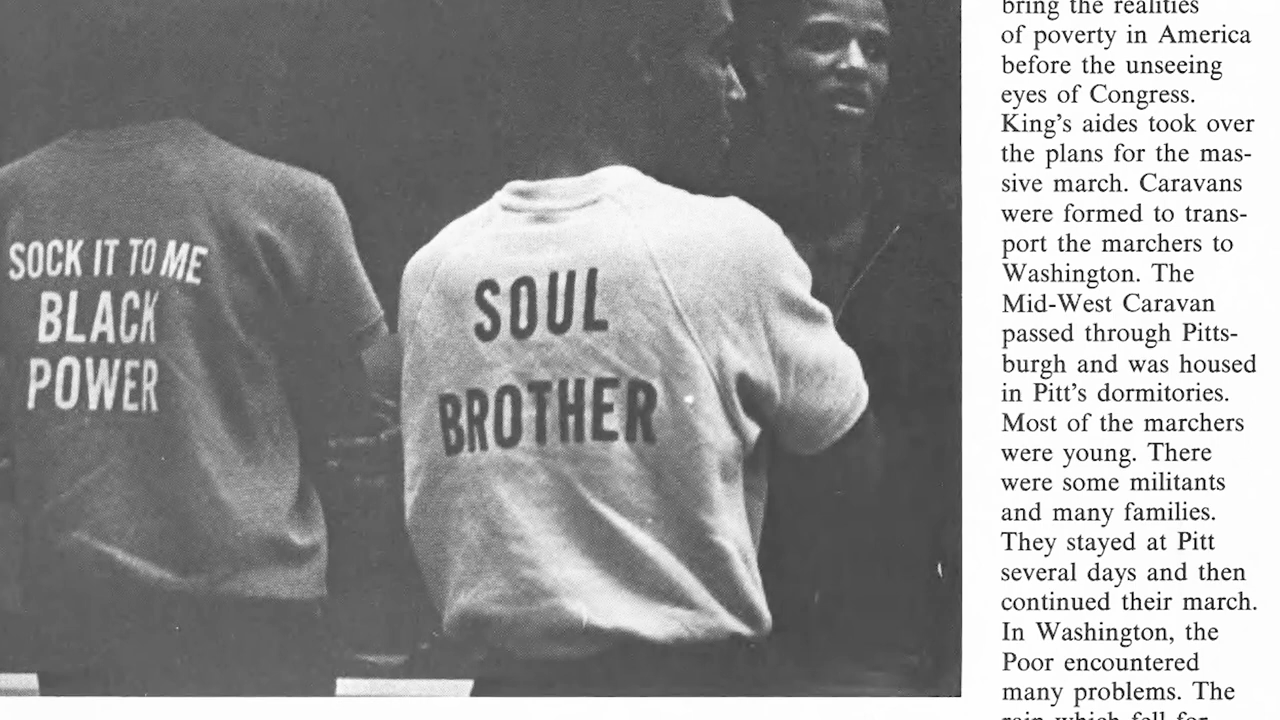 SOCK IT TO ME
BLACK
POWER
SOUL
BROTHER
bring the realities
of poverty in America
before the unseeing
eyes of Congress.
King's aides took over
the plans for the mas-
sive march. Caravans
were formed to trans-
port the marchers to
Washington. The
Mid-West Caravan
passed through Pitts-
burgh and was housed
in Pitt's dormitories.
Most of the marchers
were young. There
were some militants
and many families.
They stayed at Pitt
several days and then
continued their march.
In Washington, the
Poor encountered
many problems. The
rain which fell for